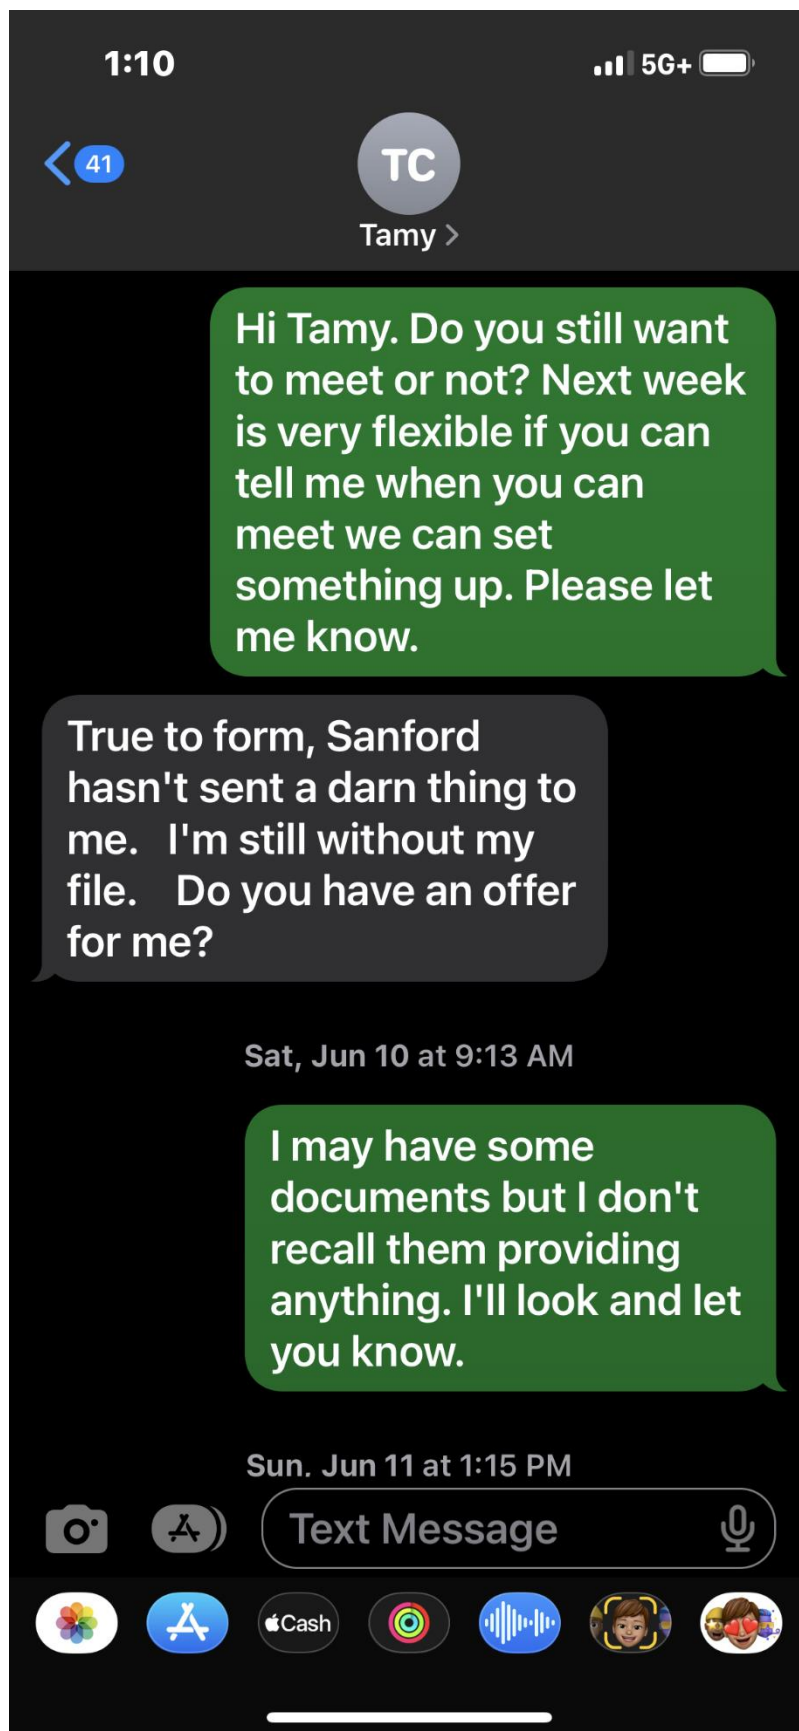 1:10
5G+
41
TC
Tamy
Hi Tamy. Do you still want
to meet or not? Next week
is very flexible if you can
tell me when you can
meet we can set
something up. Please let
me know.
True to form, Sanford
hasn't sent a darn thing to
me.   I'm still without my
file.    Do you have an offer
for me?
Sat, Jun 10 at 9:13 AM
I may have some
documents but I don't
recall them providing
anything. I'll look and let
you know.
Sun, Jun 11 at 1:15 PM
Text Message
Cash